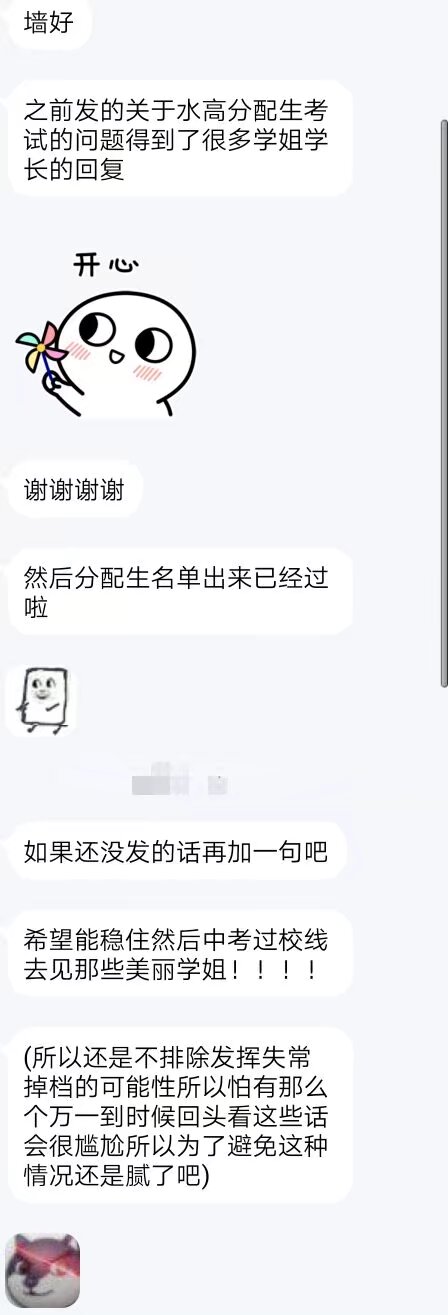 墙好
之前发的关于水高分配生考
试的问题得到了很多学姐学
长的回复
开心
谢谢谢谢
然后分配生名单出来已经过
啦
如果还没发的话再加一句吧
希望能稳住然后中考过校线
去见那些美丽学姐！！！！
(所以还是不排除发挥失常
掉档的可能性所以怕有那么
个万一到时候回头看这些话
会很尴尬所以为了避免这种
情况还是腻了吧)